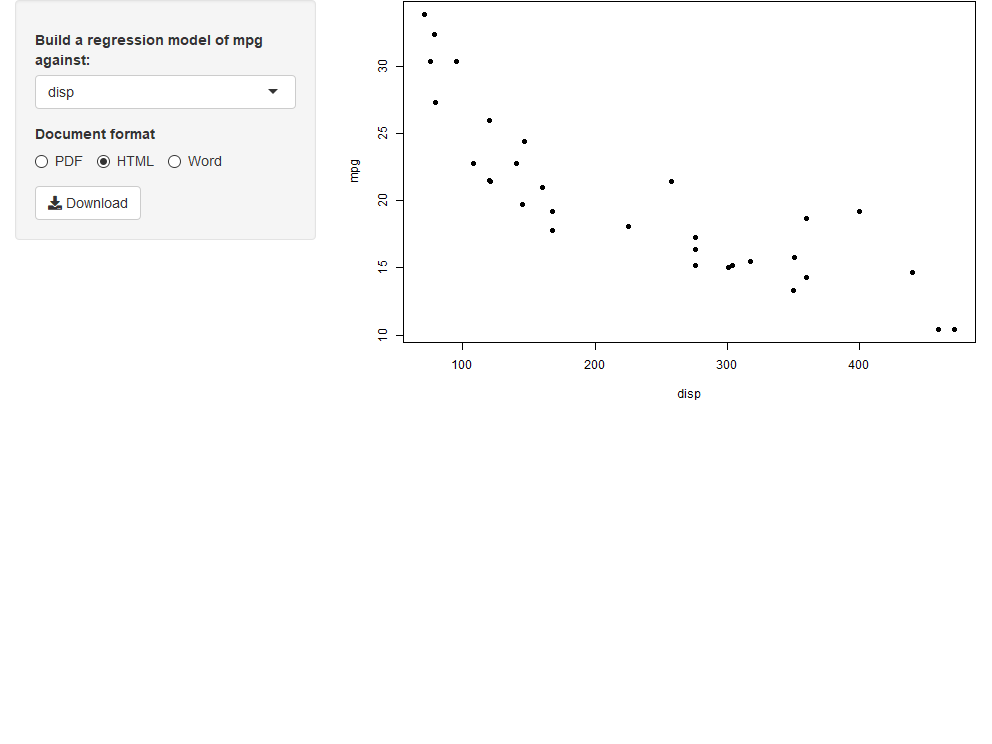 Build a regression model of mpg
against:
disp
Document format
PDF HTML Word
Download
mpg
30
25
20
15
10
100 200 300 400
disp